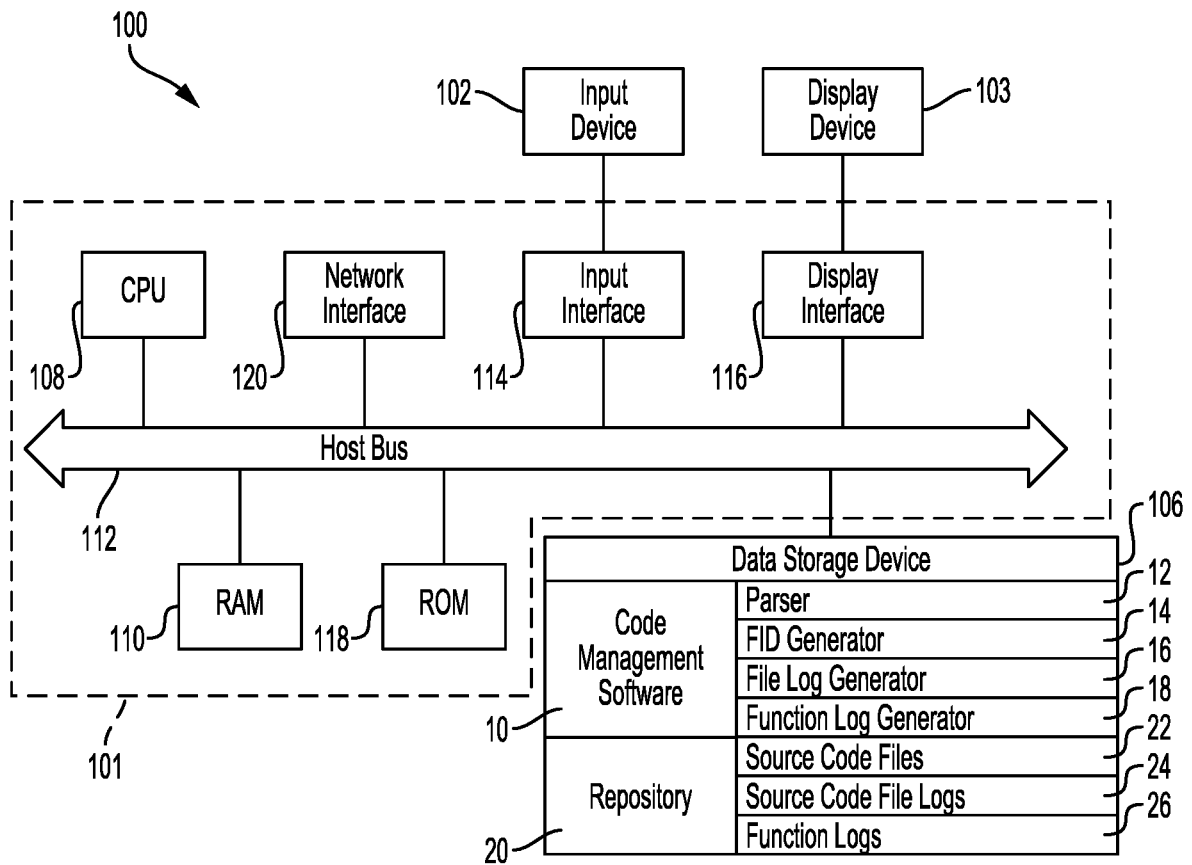 100
102
Input
Device
Display
Device
103
CPU
Network
Interface
Input
Interface
Display
Interface
108
120
114
116
Host Bus
112
RAM
ROM
110
118
101
106
Data Storage Device
Code
Management
Software
10
Parser
12
FID Generator
14
File Log Generator
16
Function Log Generator
18
Repository
20
Source Code Files
22
Source Code File Logs
24
Function Logs
26